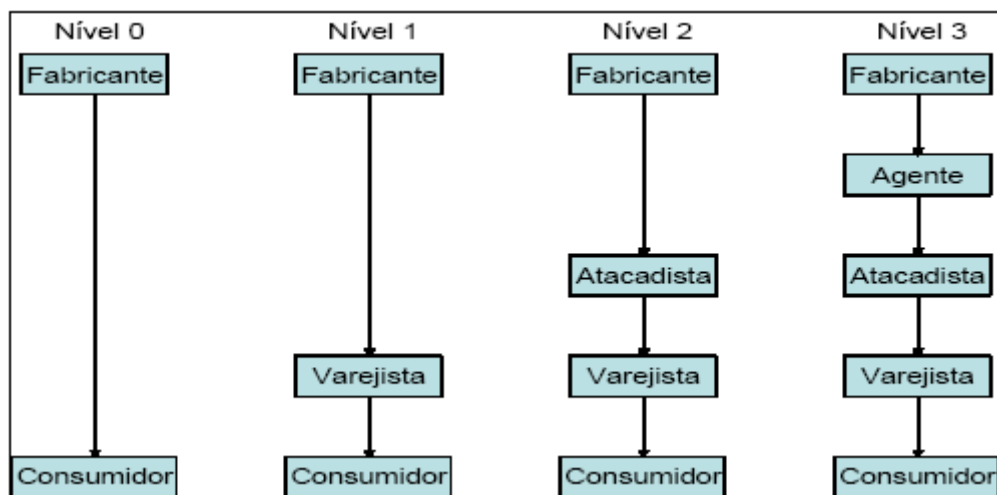 Nível 0 Nível 1 Nível 2 Nível 3
Fabricante Fabricante Fabricante Fabricante
Agente
Atacadista Atacadista
Varejista Varejista Varejista
Consumidor Consumidor Consumidor Consumidor